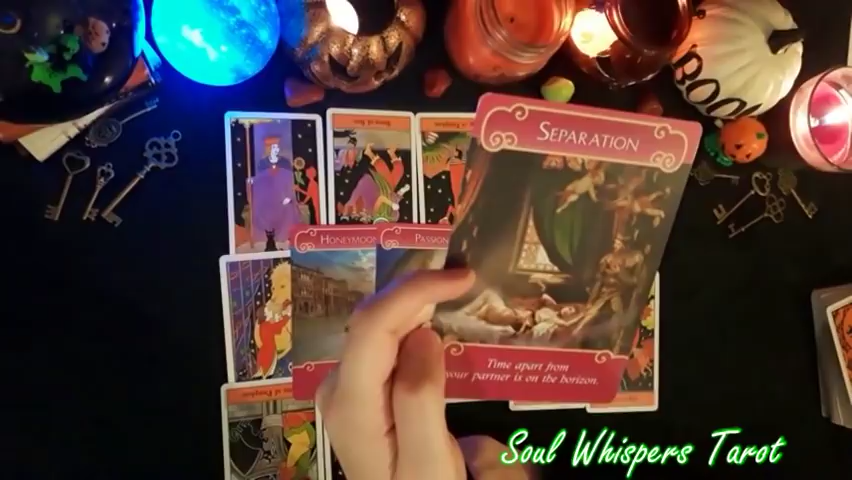 BOO
SEPARATION
HONEYMOON
PASSION
Time apart from
your partner is on the horizon.
Soul Whispers Tarot